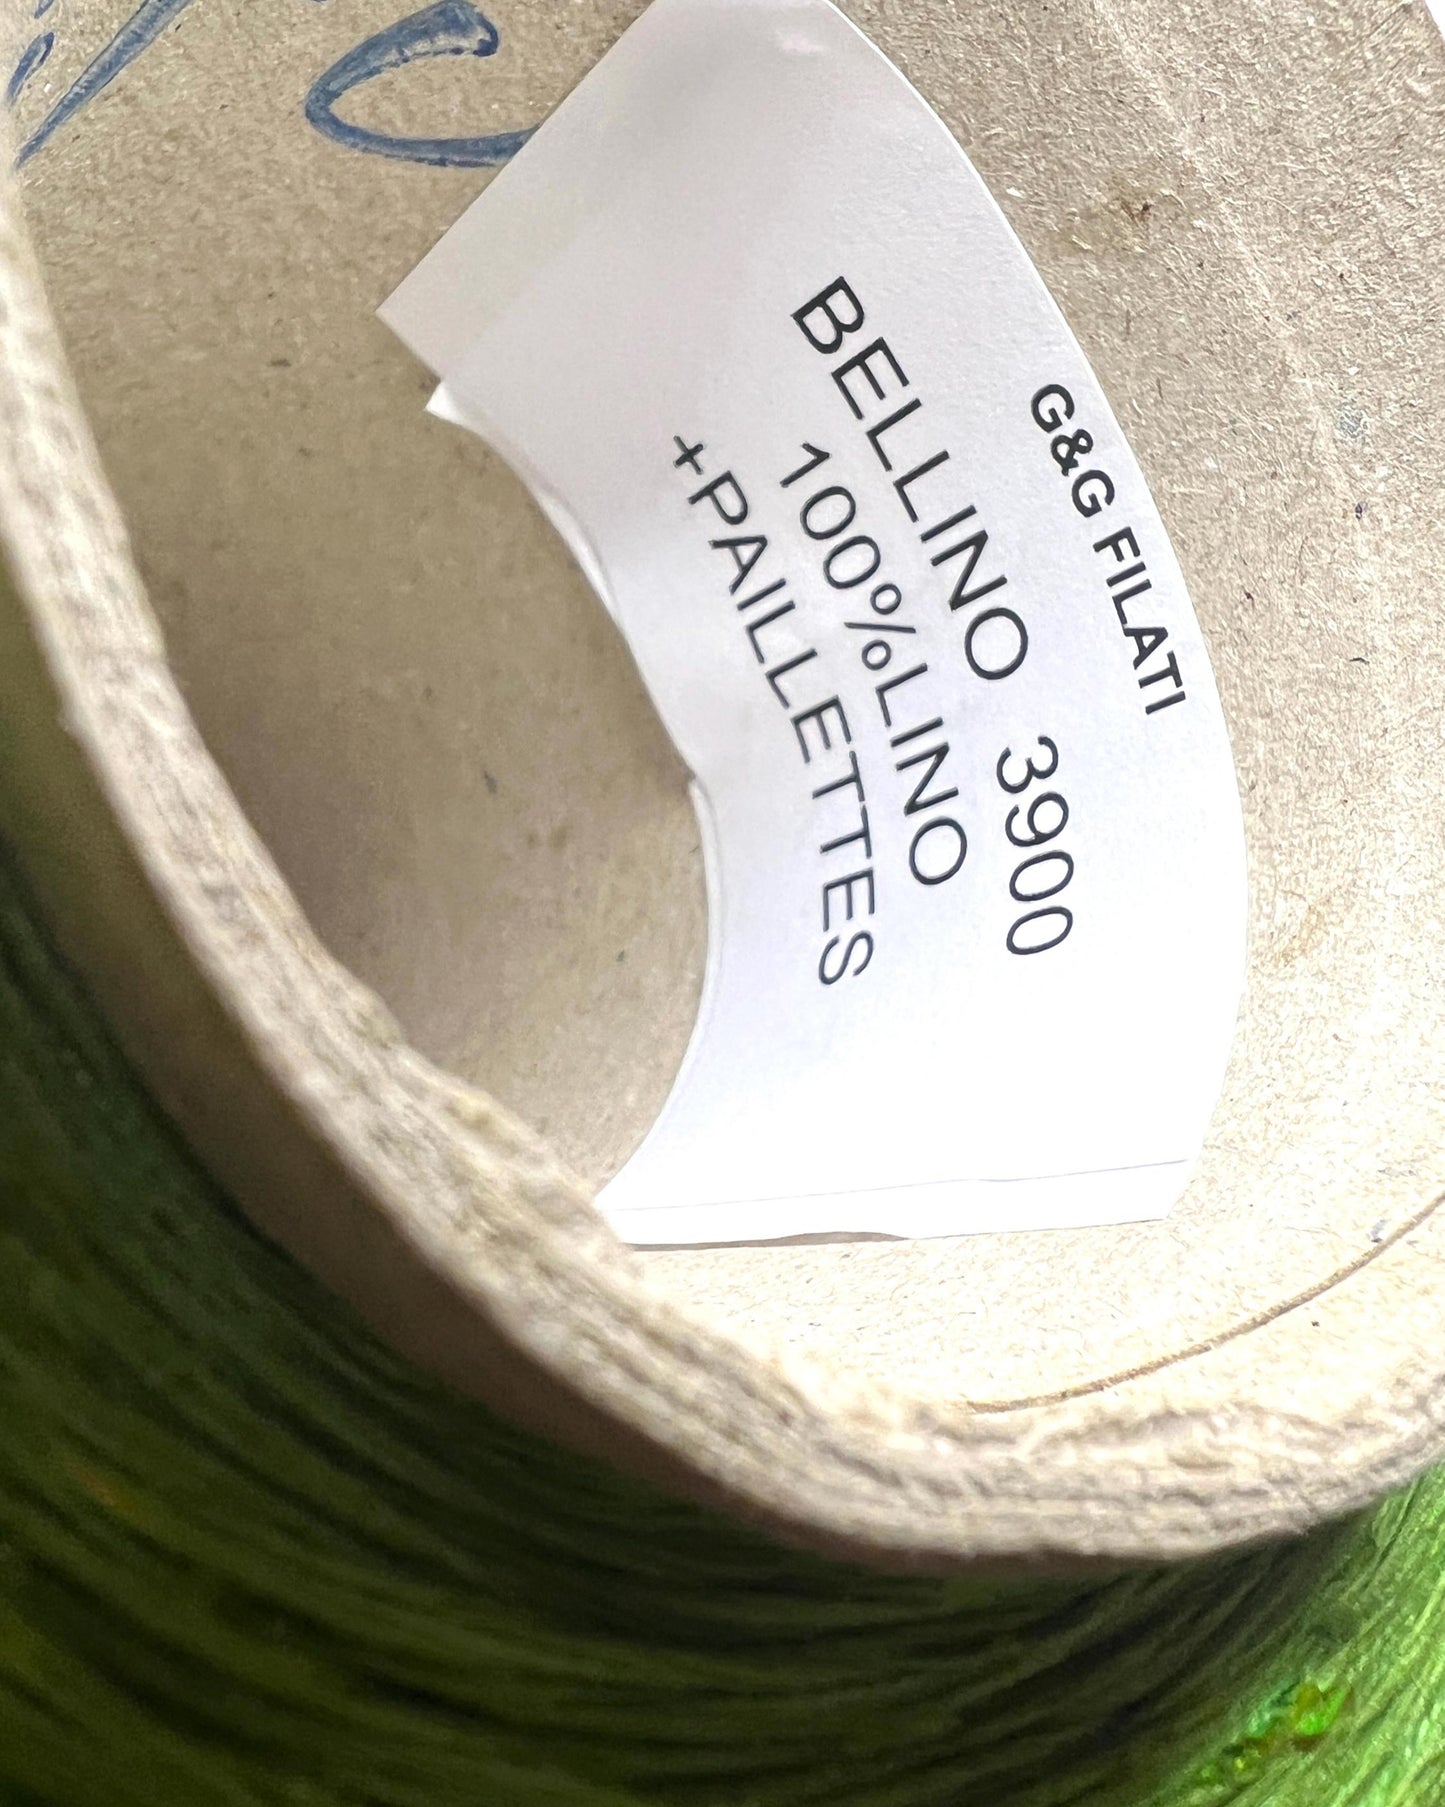 G&G FILATI
BELLINO 3900
100%LINO
+PAILLETTES